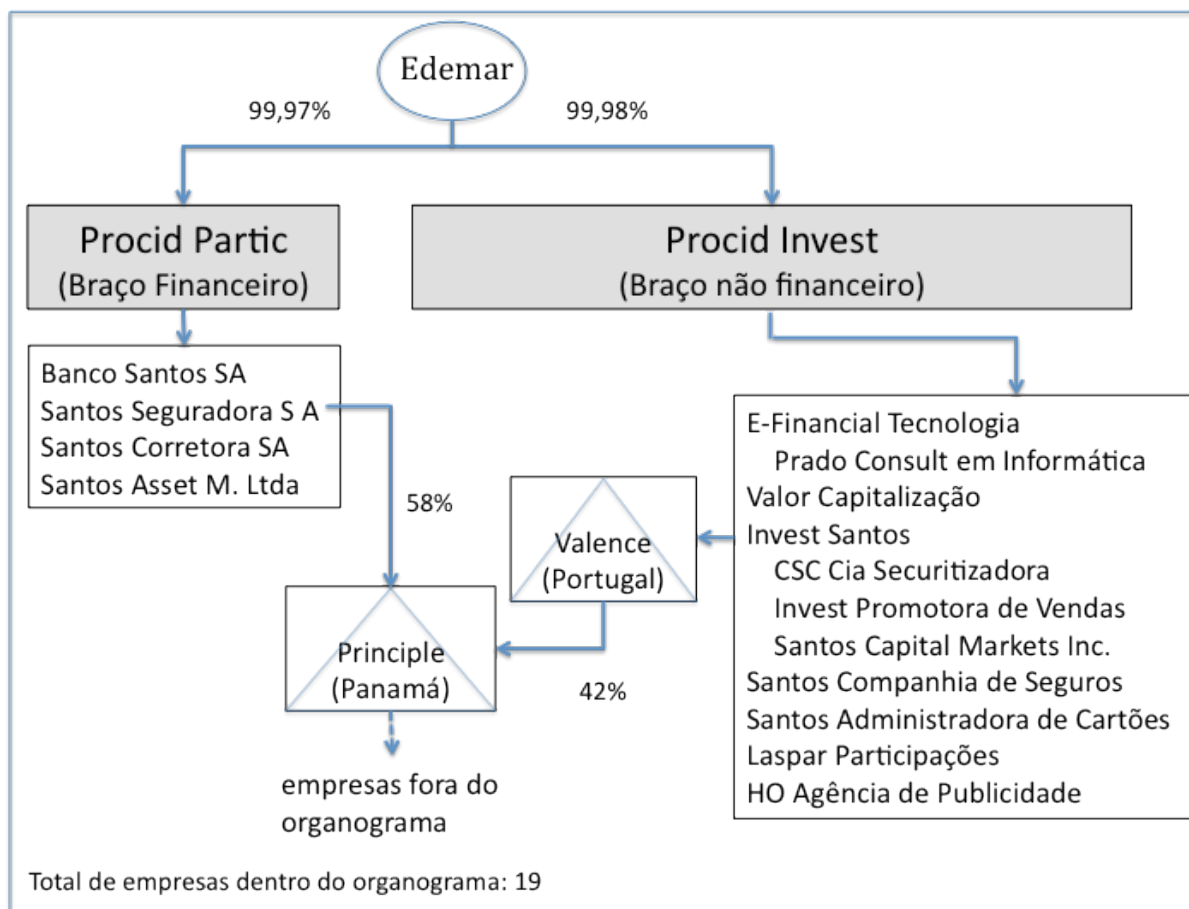 Edemar
99,97%
99,98%
Procid Partic
(Braço Financeiro)
Procid Invest
(Braço não financeiro)
Banco Santos SA
Santos Seguradora S A
Santos Corretora SA
Santos Asset M. Ltda
58%
E-Financial Tecnologia
Prado Consult em Informática
Valor Capitalização
Invest Santos
CSC Cia Securitizadora
Invest Promotora de Vendas
Santos Capital Markets Inc.
Santos Companhia de Seguros
Santos Administradora de Cartões
Laspar Participações
HO Agência de Publicidade
Valence
(Portugal)
Principle
(Panamá)
42%
empresas fora do
organograma
Total de empresas dentro do organograma: 19